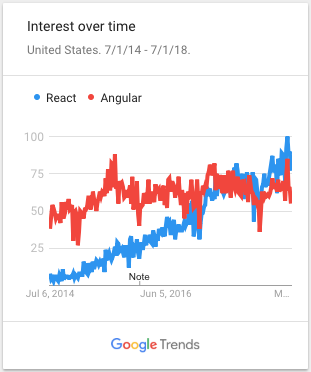 Interest over time
United States. 7/1/14 - 7/1/18.
React Angular
100
75
50
25
Note
Jul 6, 2014 Jun 5, 2016 M...
Google Trends